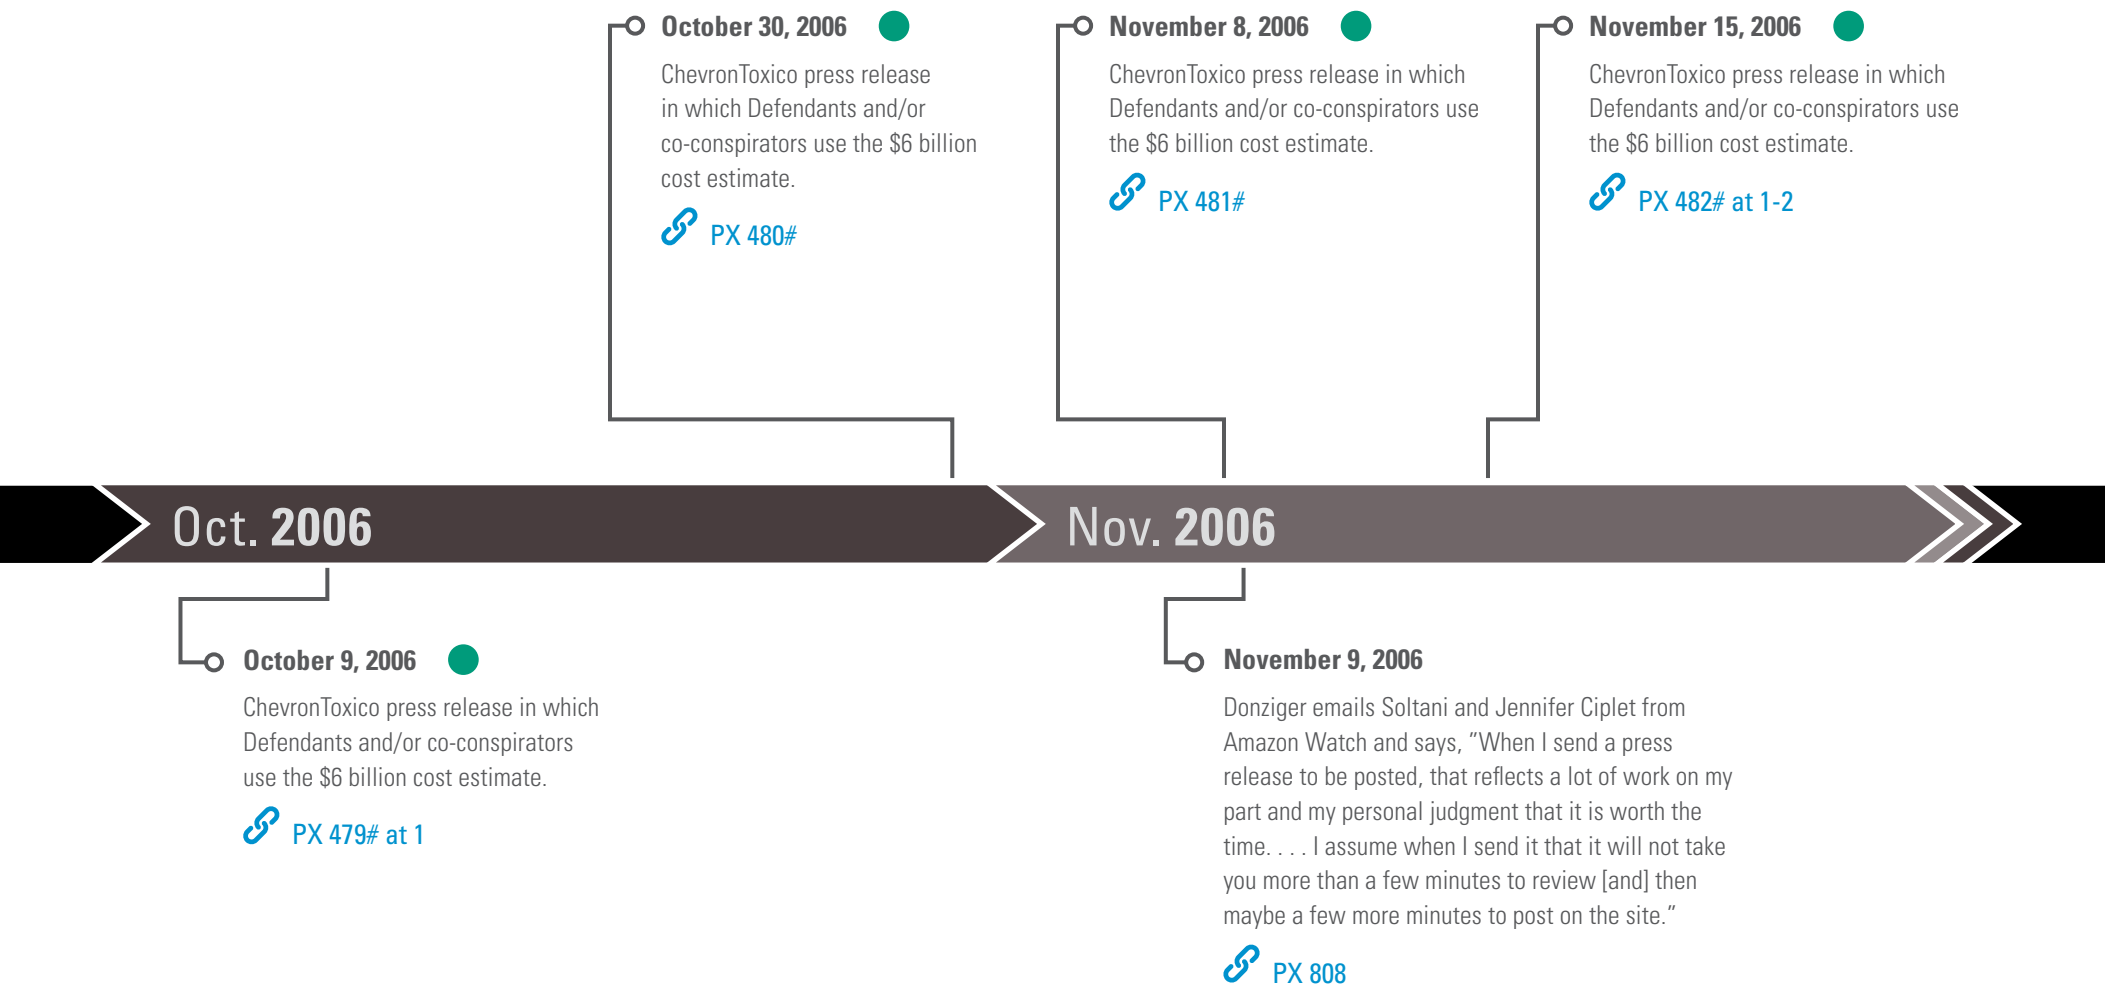 October 30, 2006
ChevronToxico press release
in which Defendants and/or
co-conspirators use the $6 billion
cost estimate.
PX 480#
November 8, 2006
ChevronToxico press release in which
Defendants and/or co-conspirators use
the $6 billion cost estimate.
PX 481#
November 15, 2006
ChevronToxico press release in which
Defendants and/or co-conspirators use
the $6 billion cost estimate.
PX 482# at 1-2
Oct. 2006
Nov. 2006
October 9, 2006
ChevronToxico press release in which
Defendants and/or co-conspirators
use the $6 billion cost estimate.
PX 479# at 1
November 9, 2006
Donziger emails Soltani and Jennifer Ciplet from
Amazon Watch and says, "When I send a press
release to be posted, that reflects a lot of work on my
part and my personal judgment that it is worth the
time. . . . I assume when I send it that it will not take
you more than a few minutes to review [and] then
maybe a few more minutes to post on the site."
PX 808